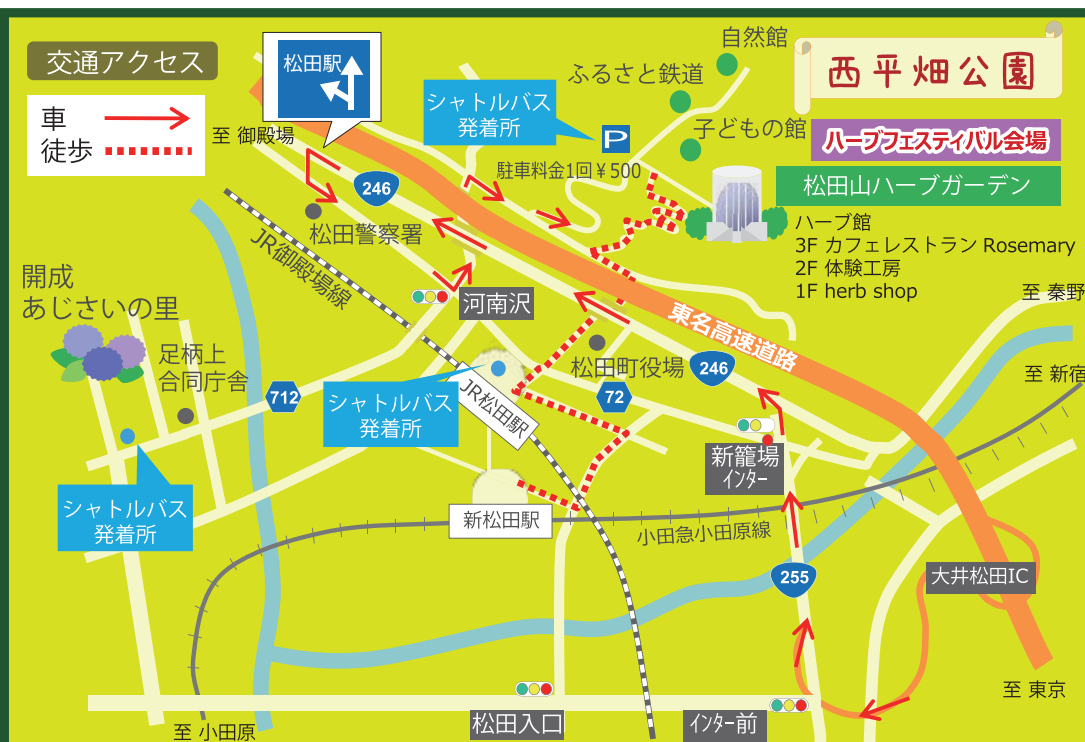 交通アクセス
車
徒歩
松田駅
至 御殿場
シャトルバス
発着所
P
駐車料金1回¥500
自然館
ふるさと鉄道
子どもの館
西平畑公園
ハーブフェスティバル会場
松田山ハーブガーデン
ハーブ館
3F カフェレストラン Rosemary
2F 体験工房
1F herb shop
至 秦野
至 新宿
246
松田警察署
JR御殿場線
開成
あじさいの里
足柄上
合同庁舎
712
河南沢
東名高速道路
松田町役場
246
72
シャトルバス
発着所
JR松田駅
新籠場
インター
シャトルバス
発着所
新松田駅
小田急小田原線
255
大井松田IC
至 東京
至 小田原
松田入口
インター前